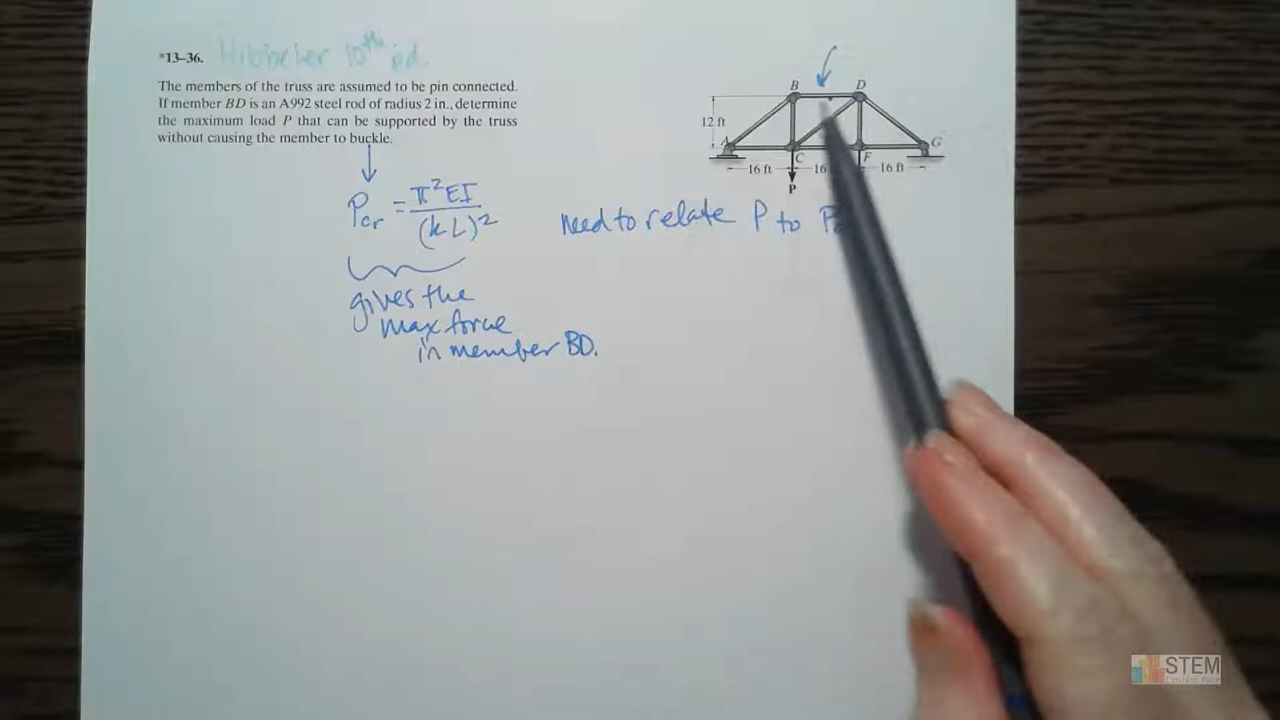 *13–36. Hibbeler 10th ed.
The members of the truss are assumed to be pin connected.
If member BD is an A992 steel rod of radius 2 in., determine
the maximum load P that can be supported by the truss
without causing the member to buckle.
Pcr = π²EI
(kL)²
gives the
max force
in member BD.
B D
12 ft
A C F G
16 ft 16 16 ft
P
need to relate P to
STEM
COURSE PREP